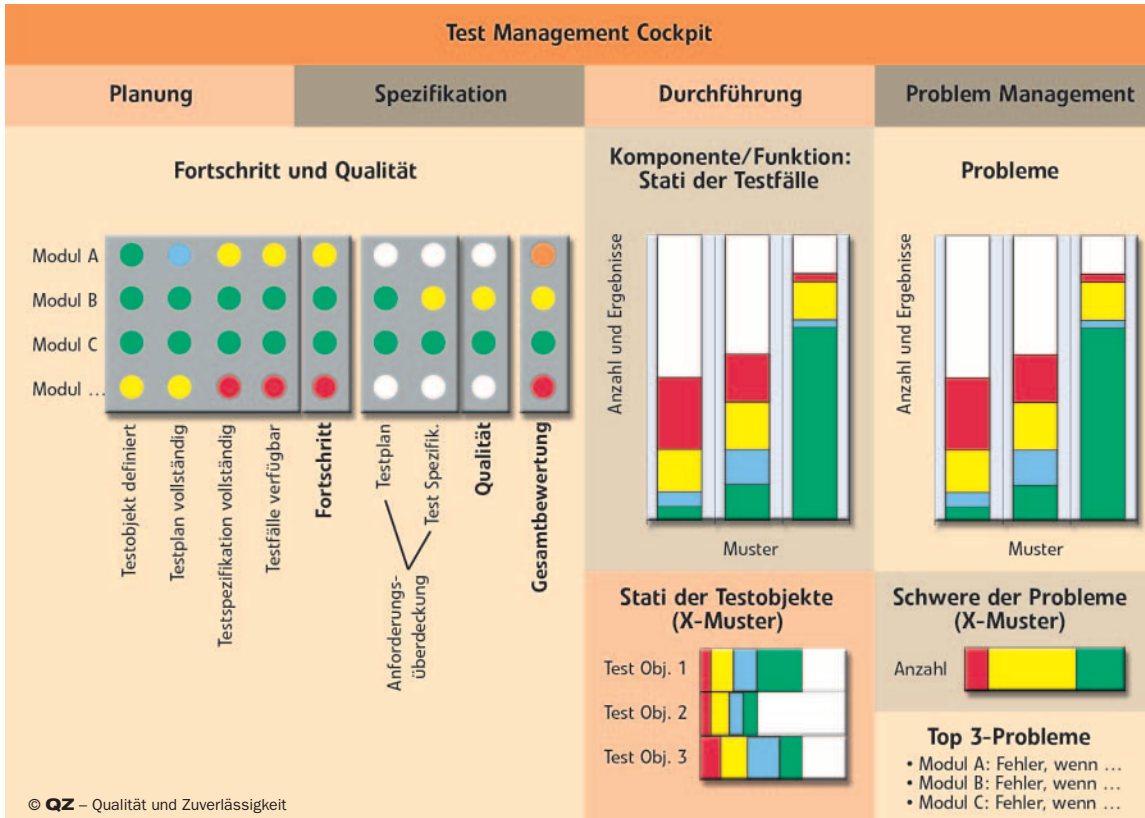 Test Management Cockpit
Planung
Spezifikation
Durchführung
Problem Management
Fortschritt und Qualität
Modul A
Modul B
Modul C
Modul ...
Testobjekt definiert
Testplan vollständig
Testspezifikation vollständig
Testfälle verfügbar
Fortschritt
Testplan
Test Spezifik.
Anforderungs-
überdeckung
Qualität
Gesamtbewertung
Komponente/Funktion:
Stati der Testfälle
Anzahl und Ergebnisse
Muster
Stati der Testobjekte
(X-Muster)
Test Obj. 1
Test Obj. 2
Test Obj. 3
Probleme
Anzahl und Ergebnisse
Muster
Schwere der Probleme
(X-Muster)
Anzahl
Top 3-Probleme
• Modul A: Fehler, wenn ...
• Modul B: Fehler, wenn ...
• Modul C: Fehler, wenn ...
© QZ – Qualität und Zuverlässigkeit